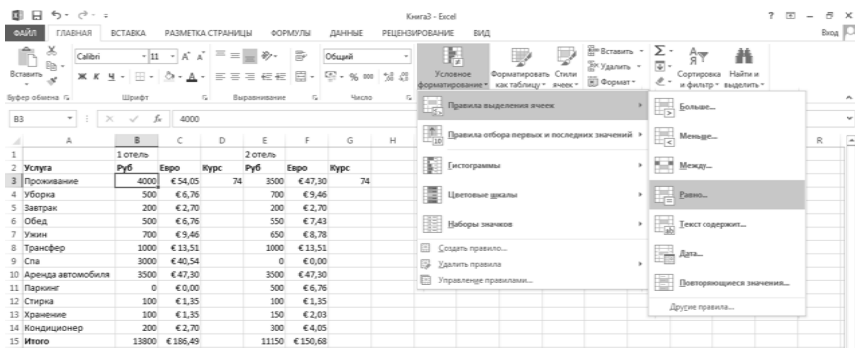 Книга3 - Excel
? Вход
ФАЙЛ ГЛАВНАЯ ВСТАВКА РАЗМЕТКА СТРАНИЦЫ ФОРМУЛЫ ДАННЫЕ РЕЦЕНЗИРОВАНИЕ ВИД
Вставить
Calibri 11
Ж К Ч
Общий
% 000
Условное форматирование
Форматировать как таблицу
Стили ячеек
Вставить
Удалить
Формат
Сортировка и фильтр
Найти и выделить
Буфер обмена Шрифт Выравнивание Число
B3 fx 4000
A B C D E F G H R
1 1 отель 2 отель
2 Услуга Руб Евро Курс Руб Евро Курс
3 Проживание 4000 € 54,05 74 3500 € 47,30 74
4 Уборка 500 € 6,76 700 € 9,46
5 Завтрак 200 € 2,70 200 € 2,70
6 Обед 500 € 6,76 550 € 7,43
7 Ужин 700 € 9,46 650 € 8,78
8 Трансфер 1000 € 13,51 1000 € 13,51
9 Спа 3000 € 40,54 0 € 0,00
10 Аренда автомобиля 3500 € 47,30 3500 € 47,30
11 Паркинг 0 € 0,00 500 € 6,76
12 Стирка 100 € 1,35 100 € 1,35
13 Хранение 100 € 1,35 150 € 2,03
14 Кондиционер 200 € 2,70 300 € 4,05
15 Итого 13800 € 186,49 11150 € 150,68
Правила выделения ячеек
Правила отбора первых и последних значений
Гистограммы
Цветовые шкалы
Наборы значков
Создать правило...
Удалить правила
Управление правилами...
Больше...
Меньше...
Между...
Равно...
Текст содержит...
Дата...
Повторяющиеся значения...
Другие правила...